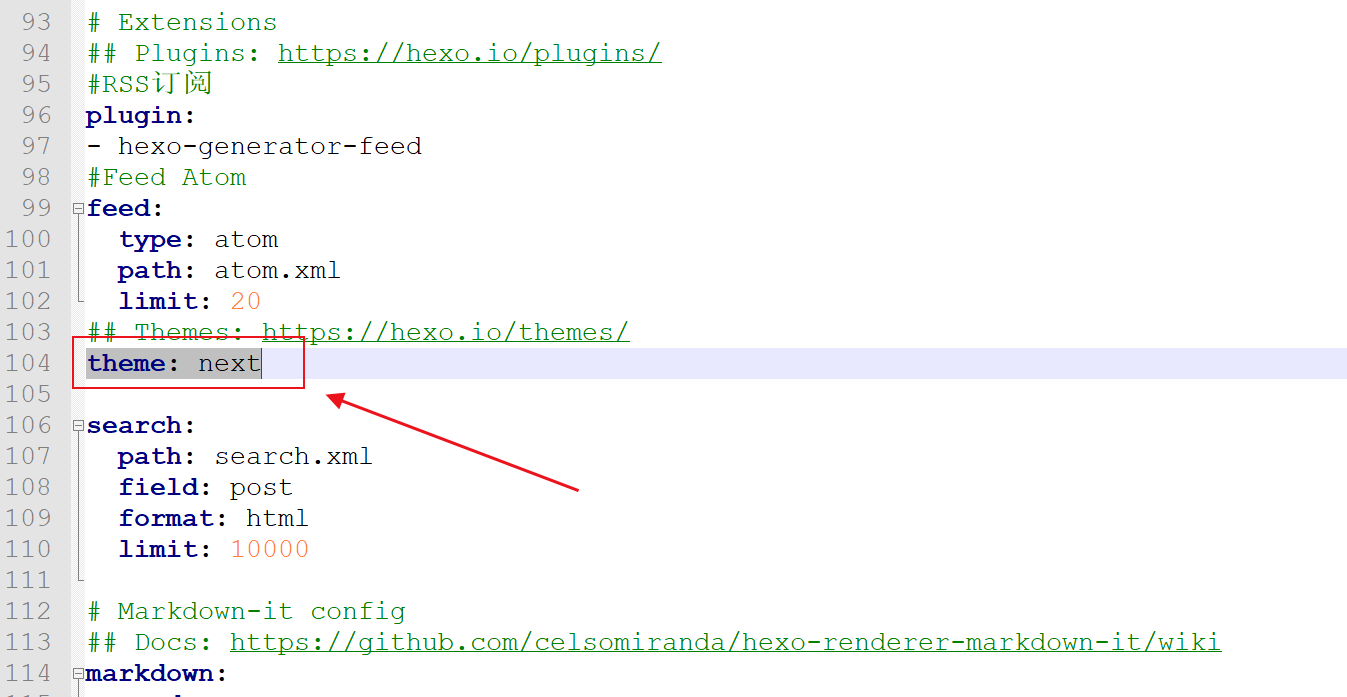 93 # Extensions
94 ## Plugins: https://hexo.io/plugins/
95 #RSS订阅
96 plugin:
97 - hexo-generator-feed
98 #Feed Atom
99 feed:
100   type: atom
101   path: atom.xml
102   limit: 20
103 ## Themes: https://hexo.io/themes/
104 theme: next
105
106 search:
107   path: search.xml
108   field: post
109   format: html
110   limit: 10000
111
112 # Markdown-it config
113 ## Docs: https://github.com/celsomiranda/hexo-renderer-markdown-it/wiki
114 markdown: